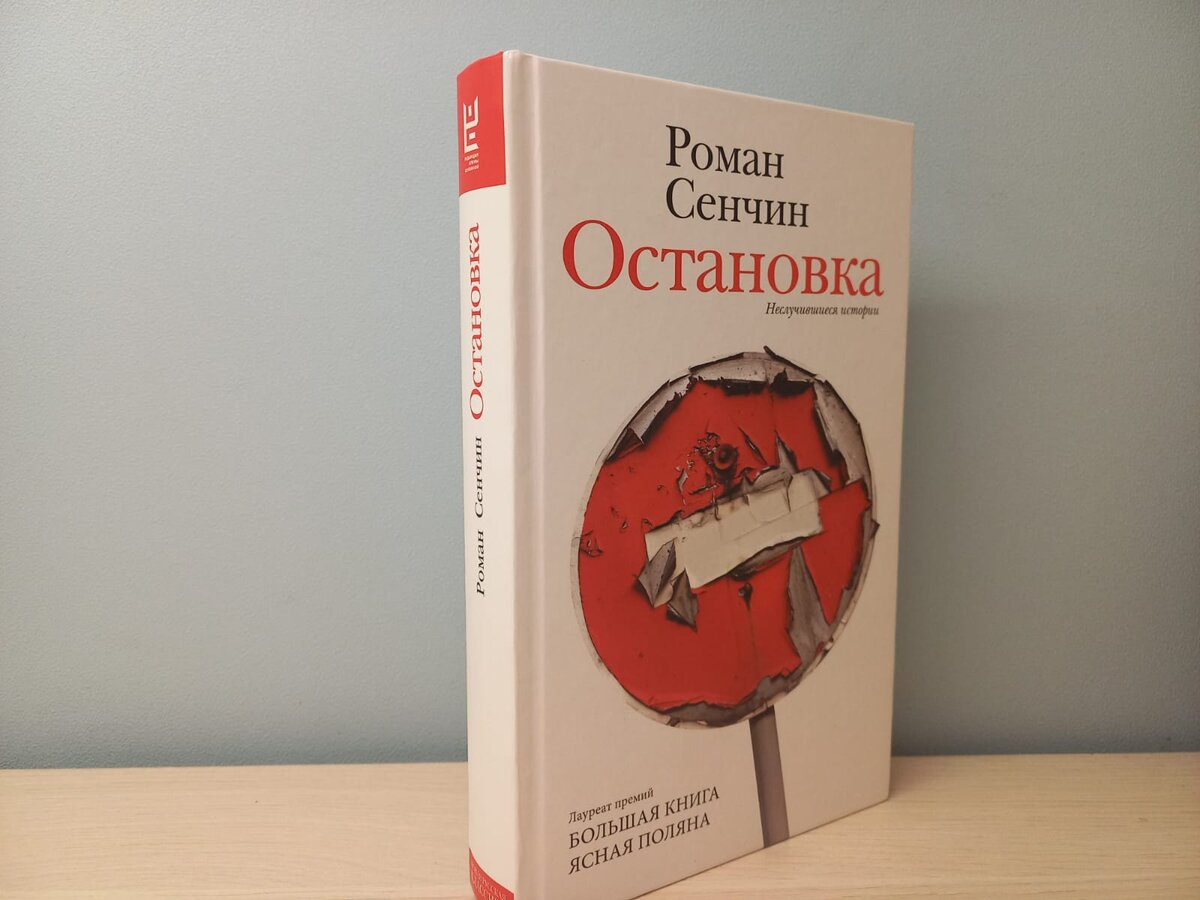 Роман
Сенчин
Остановка
Неслучившиеся истории
Лауреат премий
БОЛЬШАЯ КНИГА
ЯСНАЯ ПОЛЯНА
Роман Сенчин Остановка